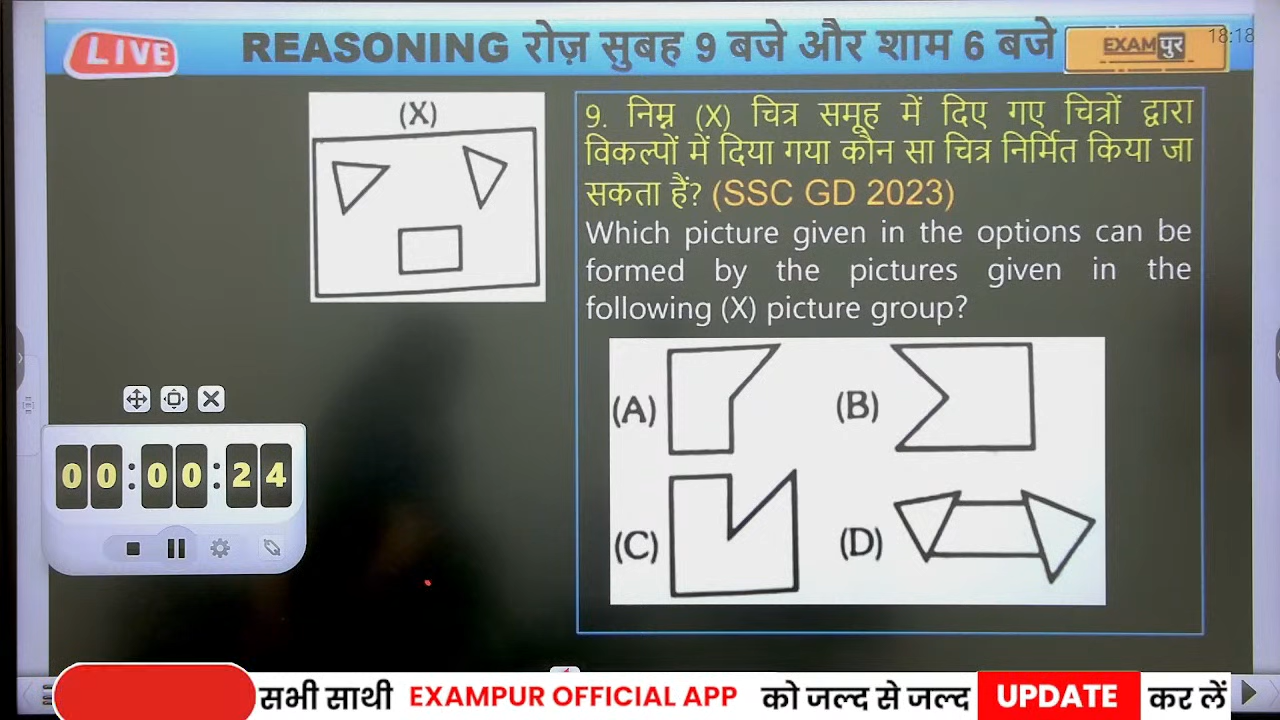 LIVE
REASONING रोज़ सुबह 9 बजे और शाम 6 बजे
EXAMपुर
18:18
(X)
9. निम्न (X) चित्र समूह में दिए गए चित्रों द्वारा
विकल्पों में दिया गया कौन सा चित्र निर्मित किया जा
सकता हैं? (SSC GD 2023)
Which picture given in the options can be
formed by the pictures given in the
following (X) picture group?
(A)
(B)
(C)
(D)
00:00:24
सभी साथी EXAMPUR OFFICIAL APP को जल्द से जल्द UPDATE कर लें